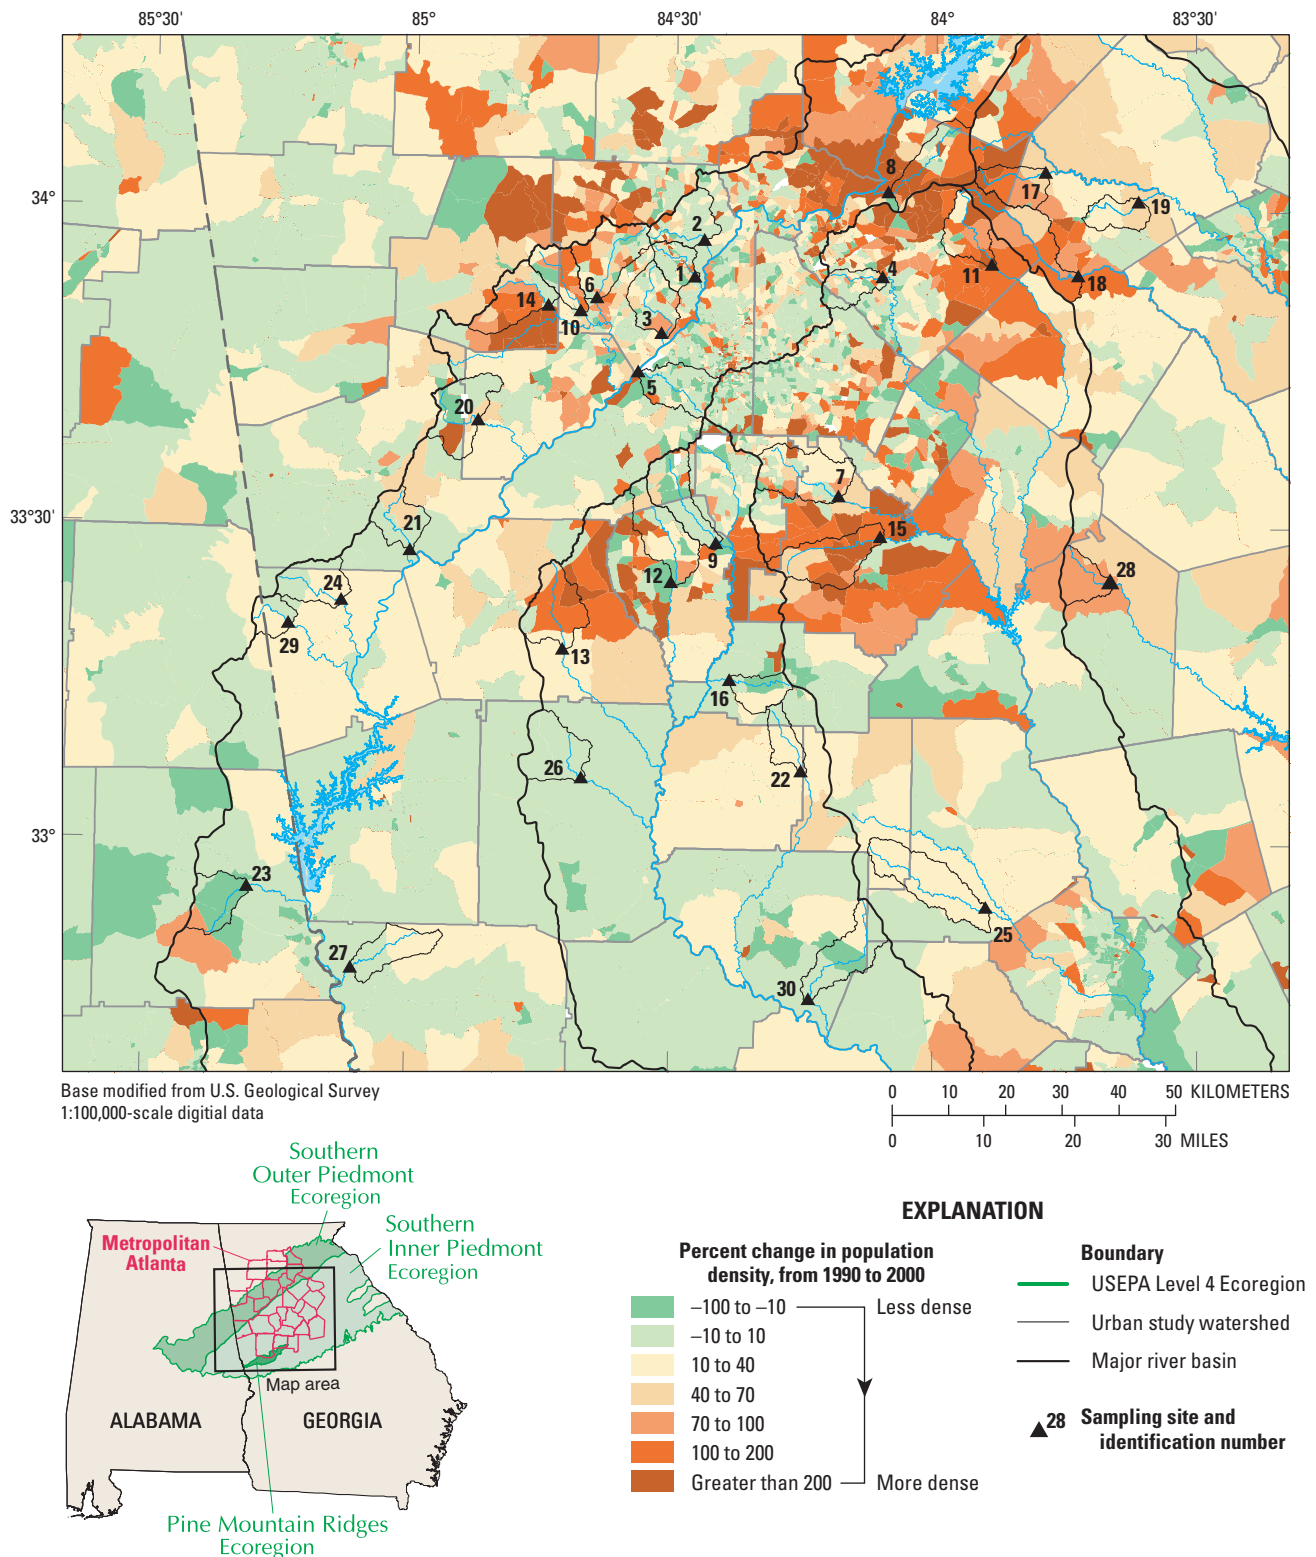 85°30'
85°
84°30'
84°
83°30'
34°
33°30'
33°
8
17
19
2
1
4
11
18
6
14
10
3
5
20
7
21
15
9
12
28
24
29
13
16
26
22
23
25
27
30
Base modified from U.S. Geological Survey
1:100,000-scale digitial data
0 10 20 30 40 50 KILOMETERS
0 10 20 30 MILES
Southern
Outer Piedmont
Ecoregion
Southern
Inner Piedmont
Ecoregion
Metropolitan
Atlanta
Map area
ALABAMA
GEORGIA
Pine Mountain Ridges
Ecoregion
EXPLANATION
Percent change in population
density, from 1990 to 2000
–100 to –10 Less dense
–10 to 10
10 to 40
40 to 70
70 to 100
100 to 200
Greater than 200 More dense
Boundary
USEPA Level 4 Ecoregion
Urban study watershed
Major river basin
28 Sampling site and
identification number